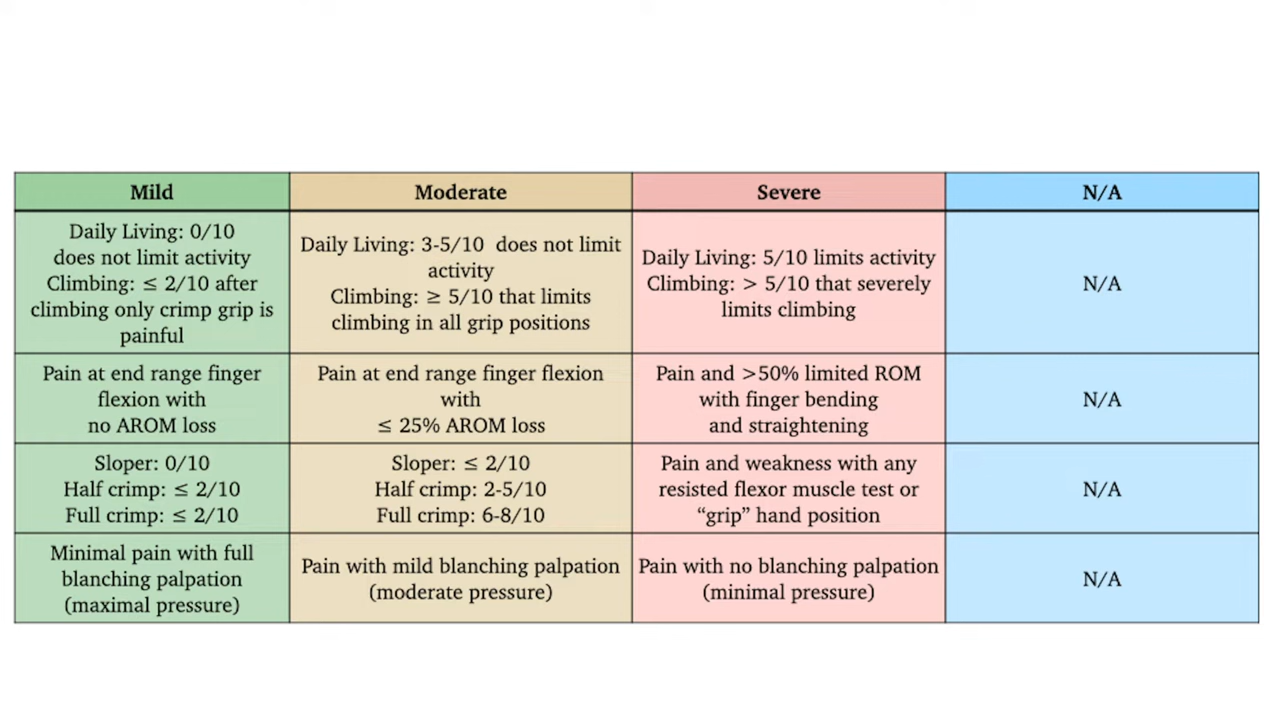 Mild
Moderate
Severe
N/A
Daily Living: 0/10
does not limit activity
Climbing: ≤ 2/10 after
climbing only crimp grip is
painful
Daily Living: 3-5/10 does not limit
activity
Climbing: ≥ 5/10 that limits
climbing in all grip positions
Daily Living: 5/10 limits activity
Climbing: > 5/10 that severely
limits climbing
N/A
Pain at end range finger
flexion with
no AROM loss
Pain at end range finger flexion
with
≤ 25% AROM loss
Pain and >50% limited ROM
with finger bending
and straightening
N/A
Sloper: 0/10
Half crimp: ≤ 2/10
Full crimp: ≤ 2/10
Sloper: ≤ 2/10
Half crimp: 2-5/10
Full crimp: 6-8/10
Pain and weakness with any
resisted flexor muscle test or
“grip” hand position
N/A
Minimal pain with full
blanching palpation
(maximal pressure)
Pain with mild blanching palpation
(moderate pressure)
Pain with no blanching palpation
(minimal pressure)
N/A